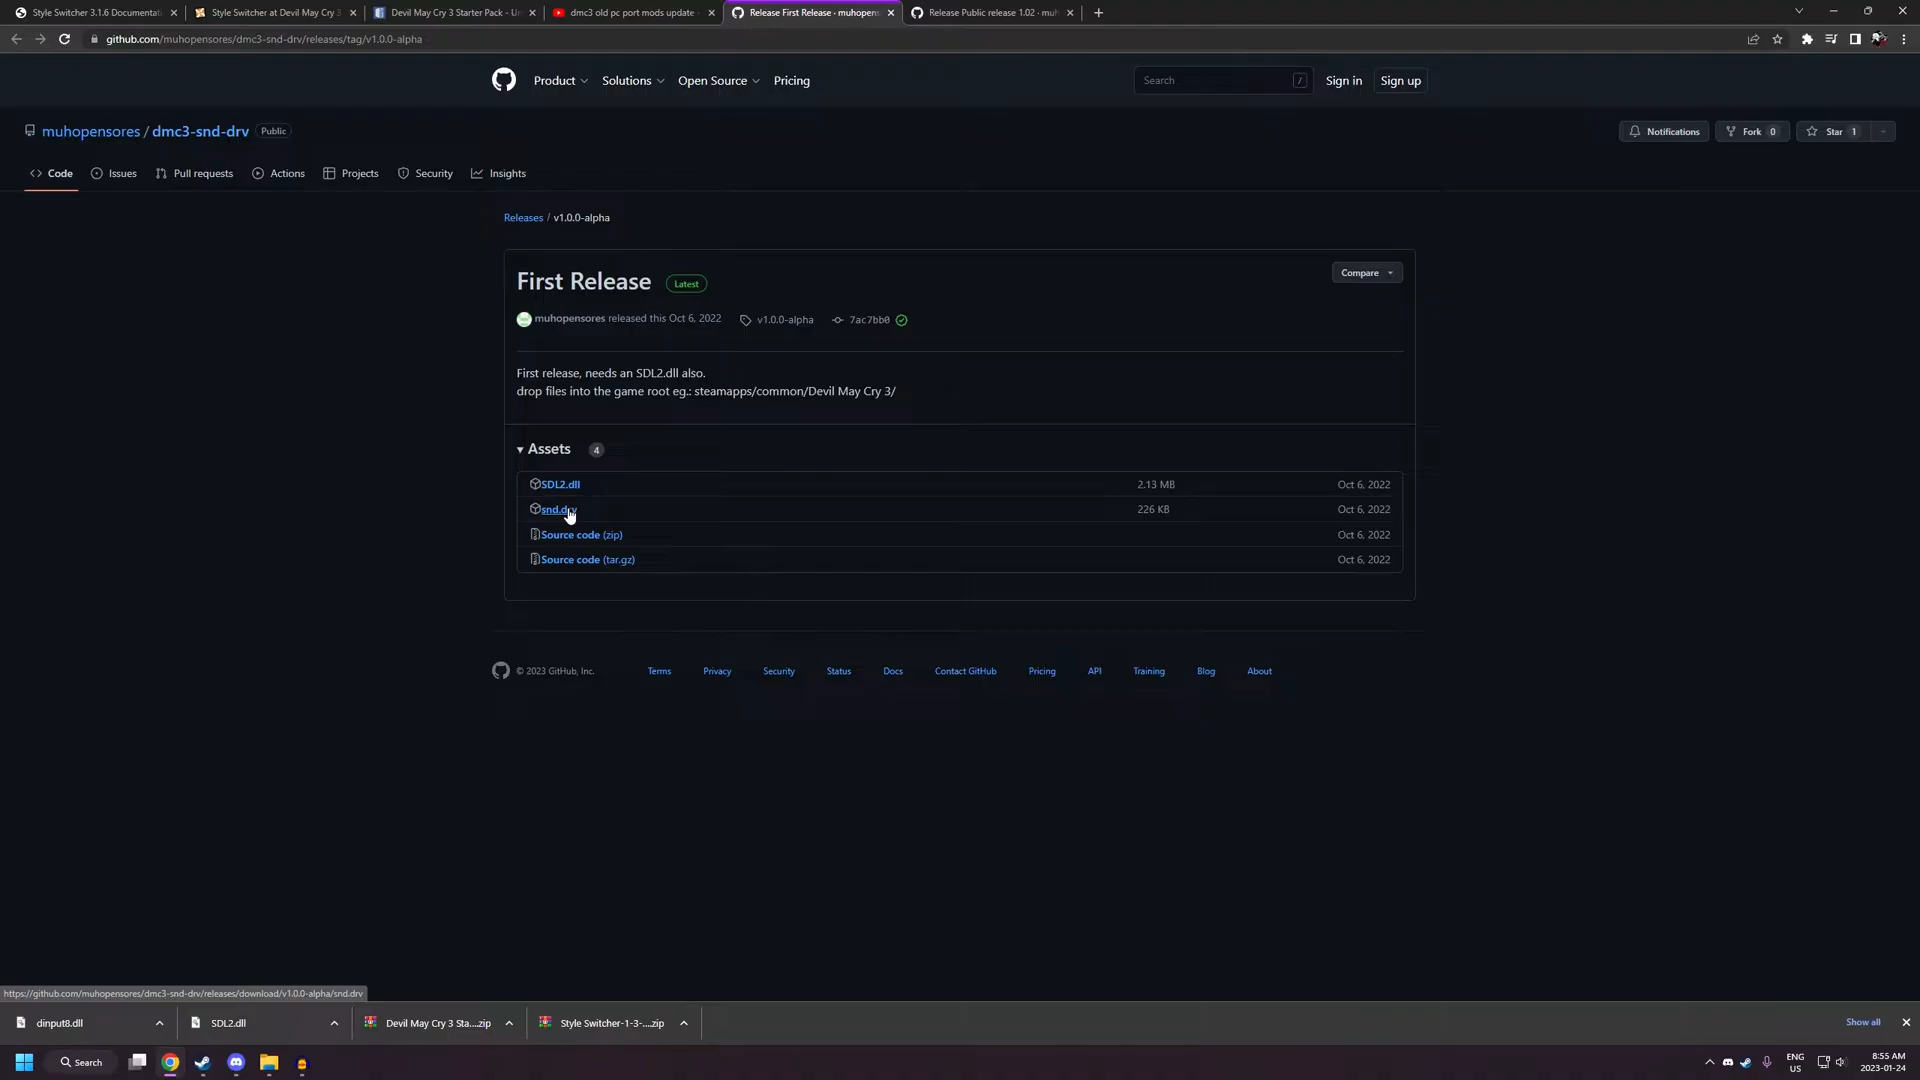 Style Switcher 3.1.6 Documentati
Style Switcher at Devil May Cry 3
Devil May Cry 3 Starter Pack - U
dmc3 old pc port mods update
Release First Release · muhopens
Release Public release 1.02 · muh
github.com/muhopensores/dmc3-snd-drv/releases/tag/v1.0.0-alpha
Product
Solutions
Open Source
Pricing
Search
/
Sign in
Sign up
muhopensores / dmc3-snd-drv
Public
Notifications
Fork 0
Star 1
Code
Issues
Pull requests
Actions
Projects
Security
Insights
Releases / v1.0.0-alpha
First Release
Latest
Compare
muhopensores released this Oct 6, 2022
v1.0.0-alpha
7ac7bb0
First release, needs an SDL2.dll also.
drop files into the game root eg.: steamapps/common/Devil May Cry 3/
Assets 4
SDL2.dll 2.13 MB Oct 6, 2022
snd.drv 226 KB Oct 6, 2022
Source code (zip) Oct 6, 2022
Source code (tar.gz) Oct 6, 2022
© 2023 GitHub, Inc.
Terms
Privacy
Security
Status
Docs
Contact GitHub
Pricing
API
Training
Blog
About
https://github.com/muhopensores/dmc3-snd-drv/releases/download/v1.0.0-alpha/snd.drv
dinput8.dll
SDL2.dll
Devil May Cry 3 Sta....zip
Style Switcher-1-3-....zip
Show all
Search
ENG
US
8:55 AM
2023-01-24